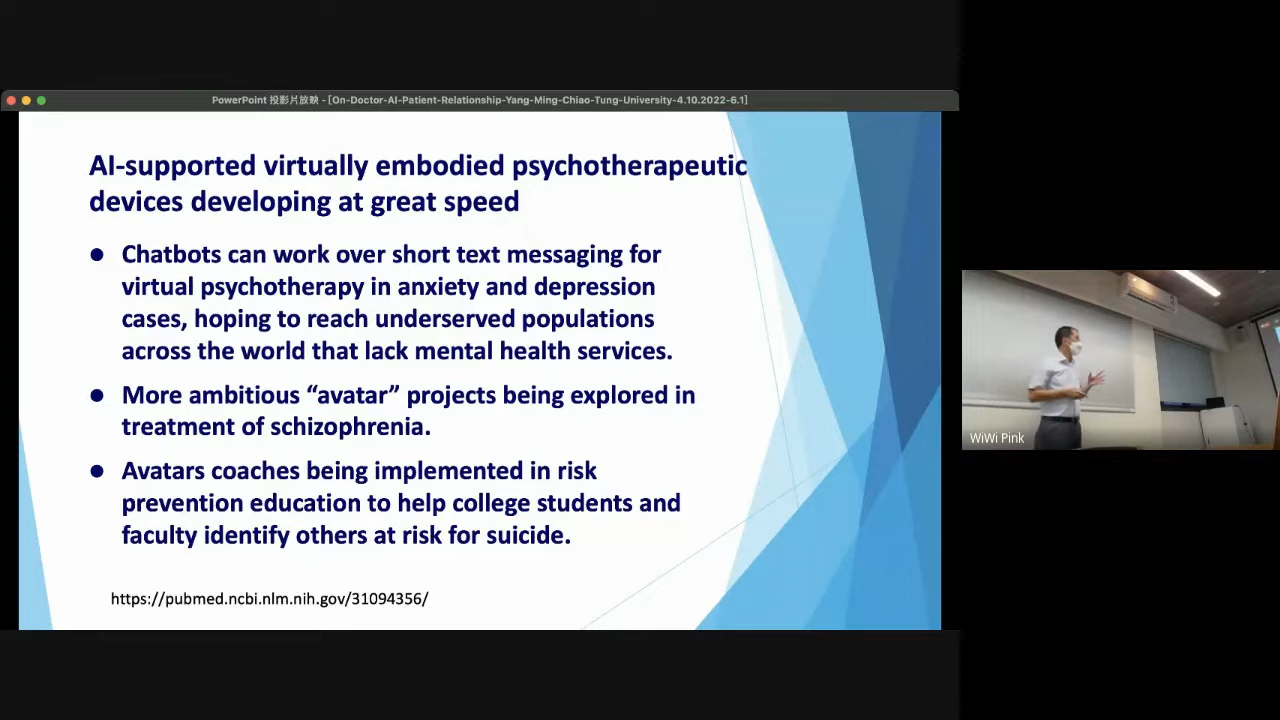 PowerPoint 投影片放映 - [On-Doctor-AI-Patient-Relationship-Yang-Ming-Chiao-Tung-University-4.10.2022-6.1]
AI-supported virtually embodied psychotherapeutic
devices developing at great speed
● Chatbots can work over short text messaging for
virtual psychotherapy in anxiety and depression
cases, hoping to reach underserved populations
across the world that lack mental health services.
● More ambitious “avatar” projects being explored in
treatment of schizophrenia.
● Avatars coaches being implemented in risk
prevention education to help college students and
faculty identify others at risk for suicide.
https://pubmed.ncbi.nlm.nih.gov/31094356/
WiWi Pink